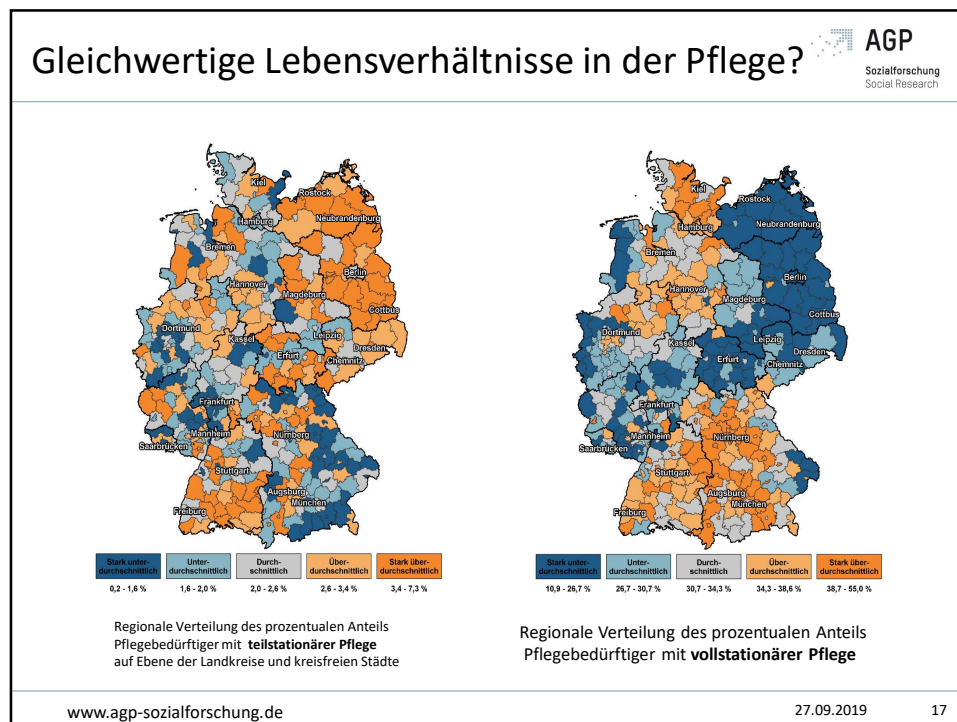 Gleichwertige Lebensverhältnisse in der Pflege?
AGP
Sozialforschung
Social Research
Kiel
Rostock
Neubrandenburg
Hamburg
Bremen
Berlin
Hannover
Magdeburg
Cottbus
Dortmund
Leipzig
Kassel
Dresden
Erfurt
Chemnitz
Frankfurt
Mannheim
Nürnberg
Saarbrücken
Stuttgart
Augsburg
München
Freiburg
Stark unter-
durchschnittlich
Unter-
durchschnittlich
Durch-
schnittlich
Über-
durchschnittlich
Stark über-
durchschnittlich
0,2 - 1,6 %
1,6 - 2,0 %
2,0 - 2,6 %
2,6 - 3,4 %
3,4 - 7,3 %
Regionale Verteilung des prozentualen Anteils
Pflegebedürftiger mit teilstationärer Pflege
auf Ebene der Landkreise und kreisfreien Städte
Kiel
Rostock
Neubrandenburg
Hamburg
Bremen
Berlin
Hannover
Magdeburg
Cottbus
Dortmund
Leipzig
Kassel
Dresden
Erfurt
Chemnitz
Frankfurt
Mannheim
Nürnberg
Saarbrücken
Stuttgart
Augsburg
München
Freiburg
Stark unter-
durchschnittlich
Unter-
durchschnittlich
Durch-
schnittlich
Über-
durchschnittlich
Stark über-
durchschnittlich
10,9 - 26,7 %
26,7 - 30,7 %
30,7 - 34,3 %
34,3 - 38,6 %
38,7 - 55,0 %
Regionale Verteilung des prozentualen Anteils
Pflegebedürftiger mit vollstationärer Pflege
www.agp-sozialforschung.de
27.09.2019
17